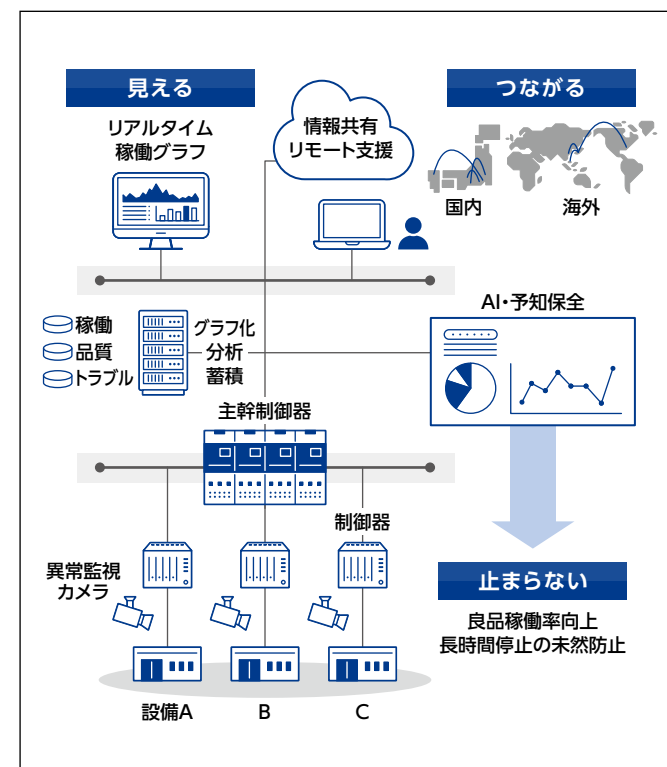 見える
リアルタイム
稼働グラフ
情報共有
リモート支援
つながる
国内
海外
稼働
品質
トラブル
グラフ化
分析
蓄積
AI・予知保全
主幹制御器
制御器
異常監視
カメラ
設備A
B
C
止まらない
良品稼働率向上
長時間停止の未然防止